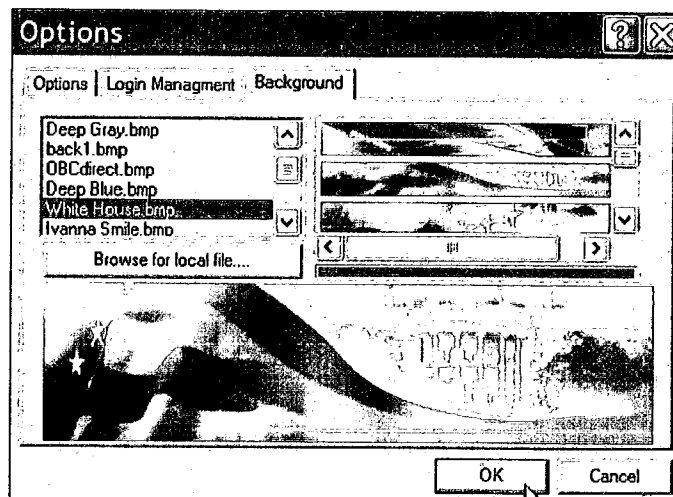 Options
Options Login Managment Background
Deep Gray.bmp
back1.bmp
OBCdirect.bmp
Deep Blue.bmp
White House.bmp
Ivanna Smile.bmp
Browse for local file....
OK Cancel